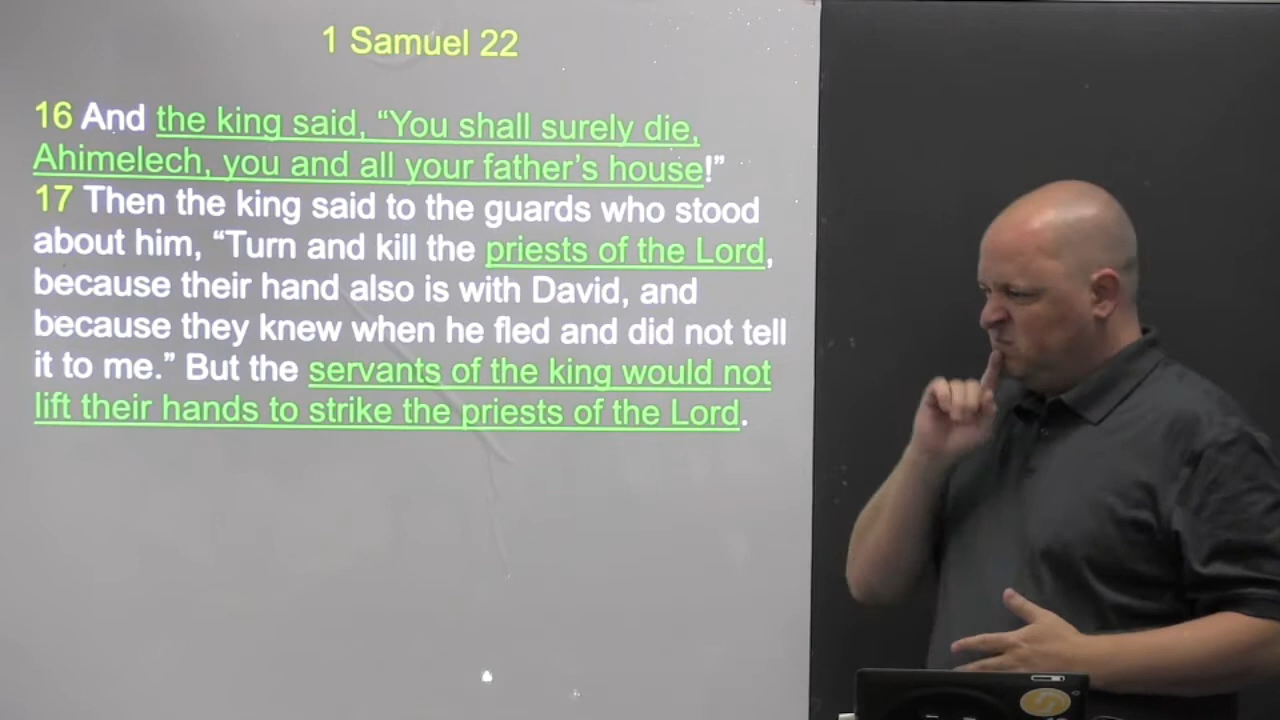 1 Samuel 22
16 And the king said, “You shall surely die,
Ahimelech, you and all your father’s house!”
17 Then the king said to the guards who stood
about him, “Turn and kill the priests of the Lord,
because their hand also is with David, and
because they knew when he fled and did not tell
it to me.” But the servants of the king would not
lift their hands to strike the priests of the Lord.